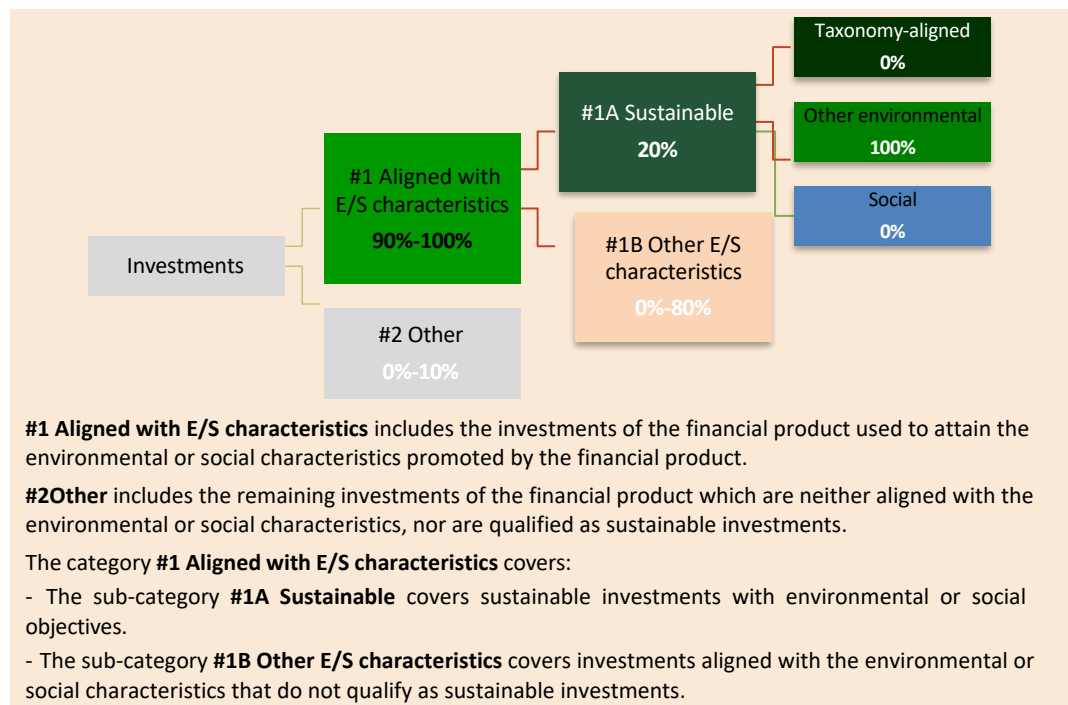 Taxonomy-aligned
0%
#1A Sustainable
20%
Other environmental
100%
#1 Aligned with
E/S characteristics
90%-100%
Social
0%
#1B Other E/S
characteristics
0%-80%
Investments
#2 Other
0%-10%
#1 Aligned with E/S characteristics includes the investments of the financial product used to attain the
environmental or social characteristics promoted by the financial product.
#2Other includes the remaining investments of the financial product which are neither aligned with the
environmental or social characteristics, nor are qualified as sustainable investments.
The category #1 Aligned with E/S characteristics covers:
- The sub-category #1A Sustainable covers sustainable investments with environmental or social
objectives.
- The sub-category #1B Other E/S characteristics covers investments aligned with the environmental or
social characteristics that do not qualify as sustainable investments.